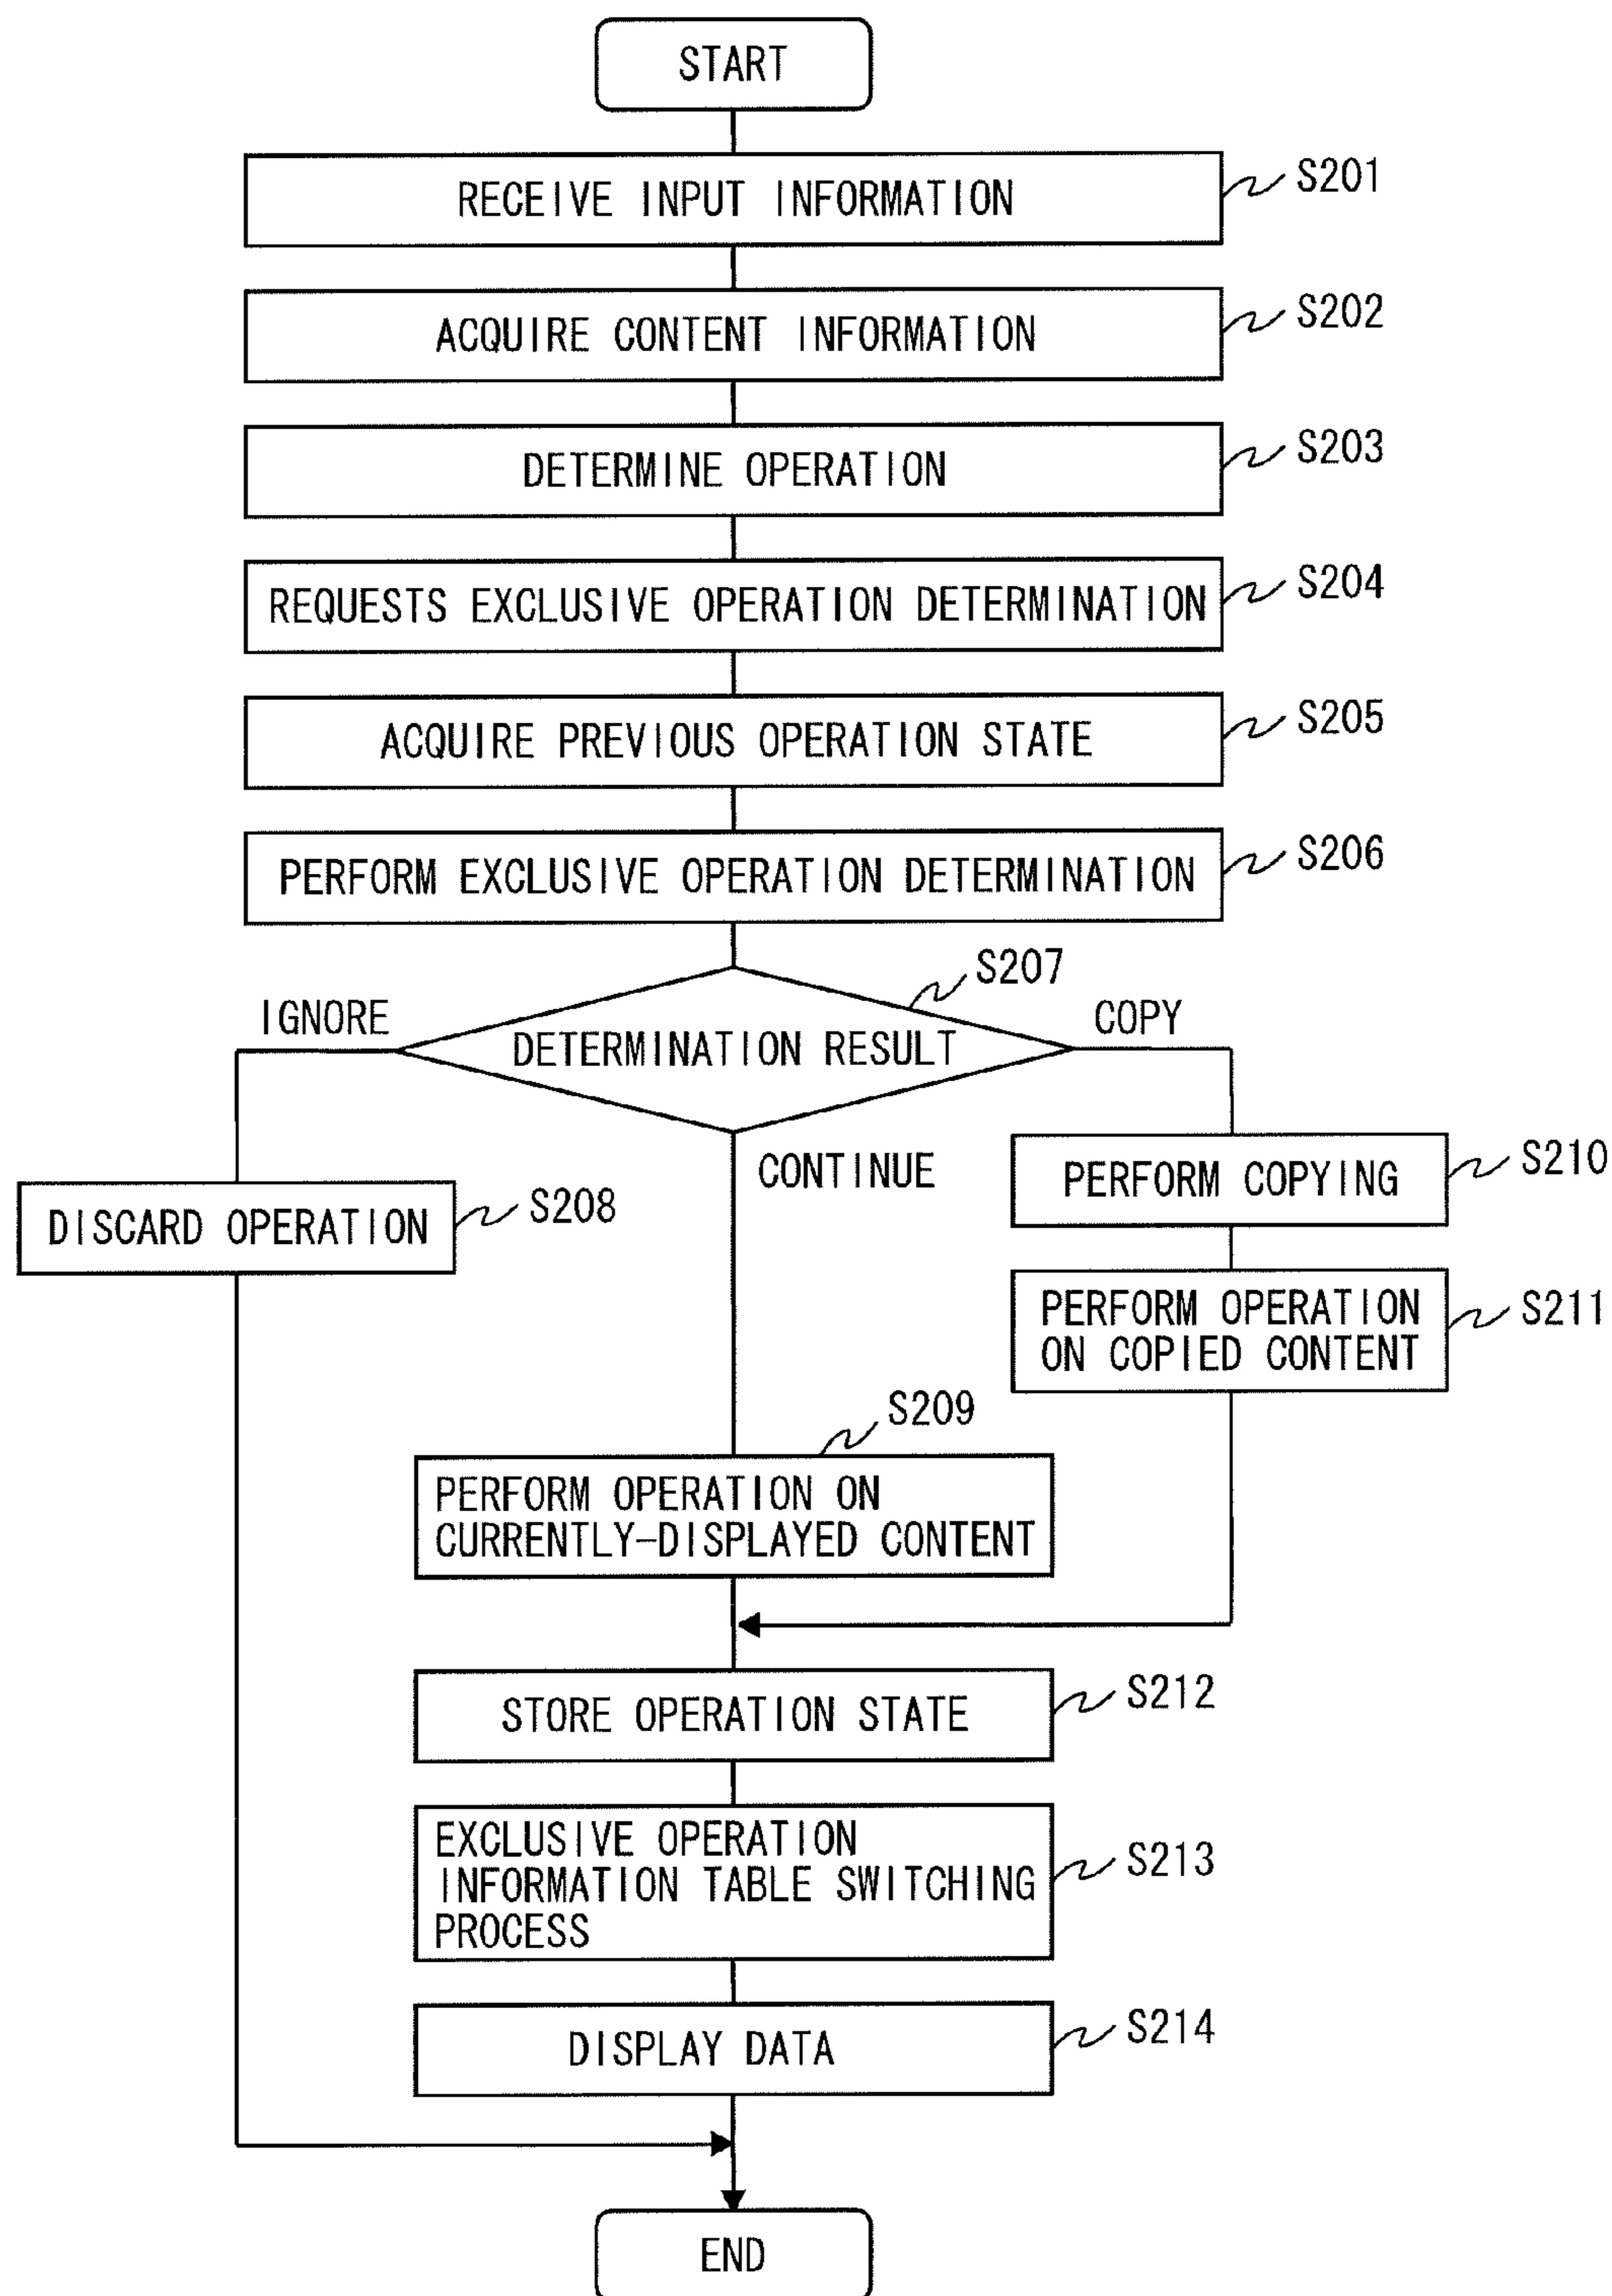 START
RECEIVE INPUT INFORMATION
S201
ACQUIRE CONTENT INFORMATION
S202
DETERMINE OPERATION
S203
REQUESTS EXCLUSIVE OPERATION DETERMINATION
S204
ACQUIRE PREVIOUS OPERATION STATE
S205
PERFORM EXCLUSIVE OPERATION DETERMINATION
S206
S207
IGNORE
DETERMINATION RESULT
COPY
CONTINUE
DISCARD OPERATION
S208
PERFORM COPYING
S210
PERFORM OPERATION
ON COPIED CONTENT
S211
S209
PERFORM OPERATION ON
CURRENTLY-DISPLAYED CONTENT
STORE OPERATION STATE
S212
EXCLUSIVE OPERATION
INFORMATION TABLE SWITCHING
PROCESS
S213
DISPLAY DATA
S214
END